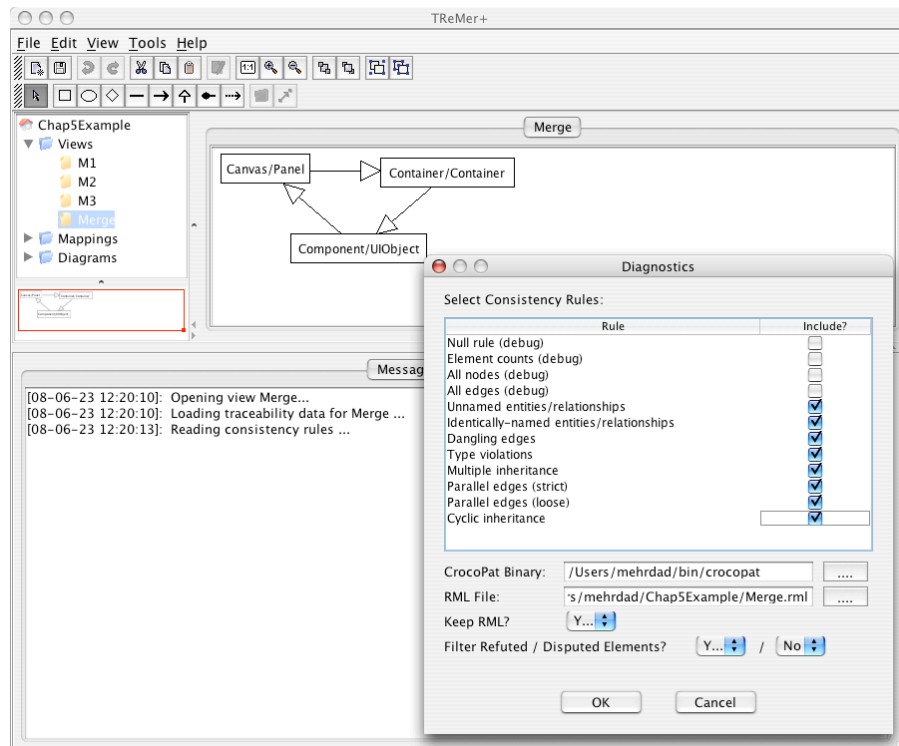 TReMer+
File Edit View Tools Help
1:1
Chap5Example
Views
M1
M2
M3
Merge
Mappings
Diagrams
Merge
Canvas/Panel
Container/Container
Component/UIObject
Messag
[08-06-23 12:20:10]: Opening view Merge...
[08-06-23 12:20:10]: Loading traceability data for Merge ...
[08-06-23 12:20:13]: Reading consistency rules ...
Diagnostics
Select Consistency Rules:
Rule Include?
Null rule (debug)
Element counts (debug)
All nodes (debug)
All edges (debug)
Unnamed entities/relationships
Identically-named entities/relationships
Dangling edges
Type violations
Multiple inheritance
Parallel edges (strict)
Parallel edges (loose)
Cyclic inheritance
CrocoPat Binary: /Users/mehrdad/bin/crocopat ....
RML File: s/mehrdad/Chap5Example/Merge.rml ....
Keep RML? Y...
Filter Refuted / Disputed Elements? Y... / No
OK Cancel